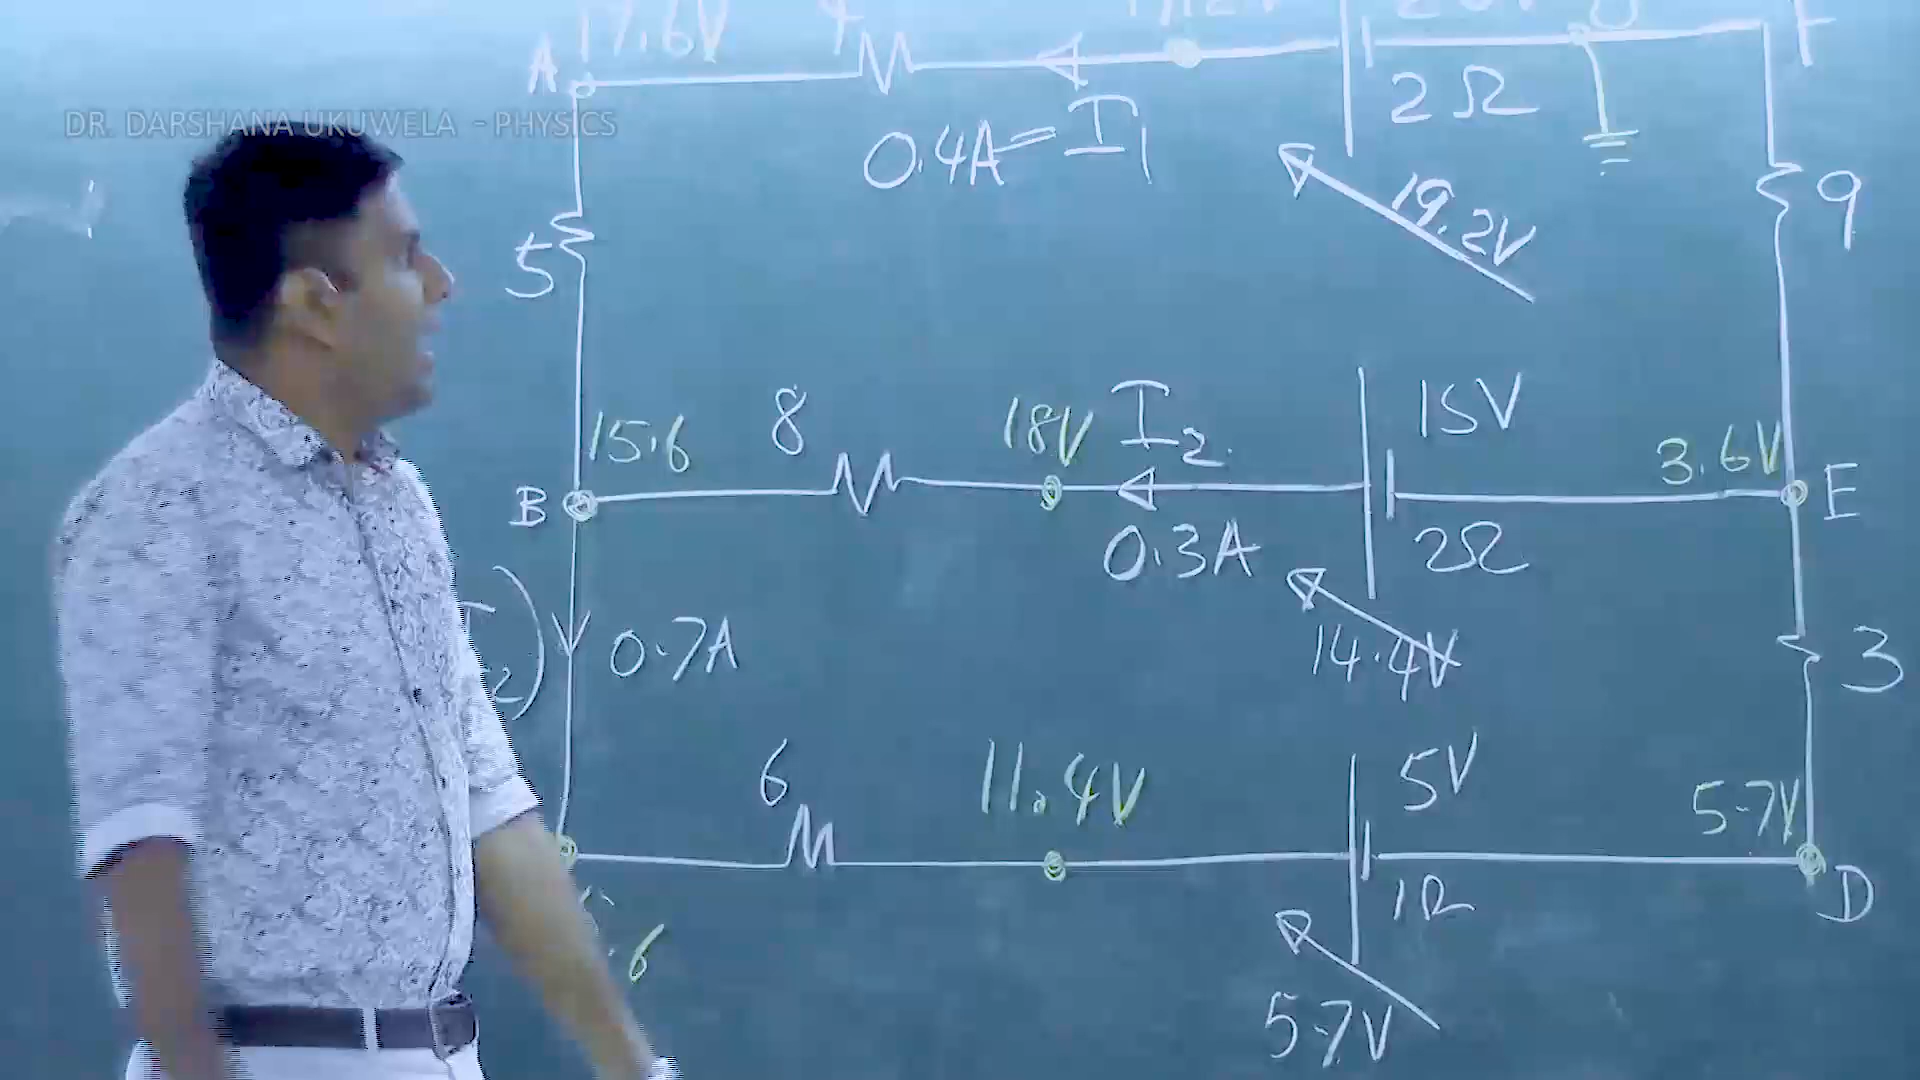 17.6V
A
DR. DARSHANA UKUWELA - PHYSICS
2Ω
0.4A = I1
19.2V
9
5
8
18V
I2
15V
15.6
3.6V
B
E
0.3A
2Ω
0.7A
14.4V
3
6
11.4V
5V
5.7V
1Ω
D
.6
5.7V